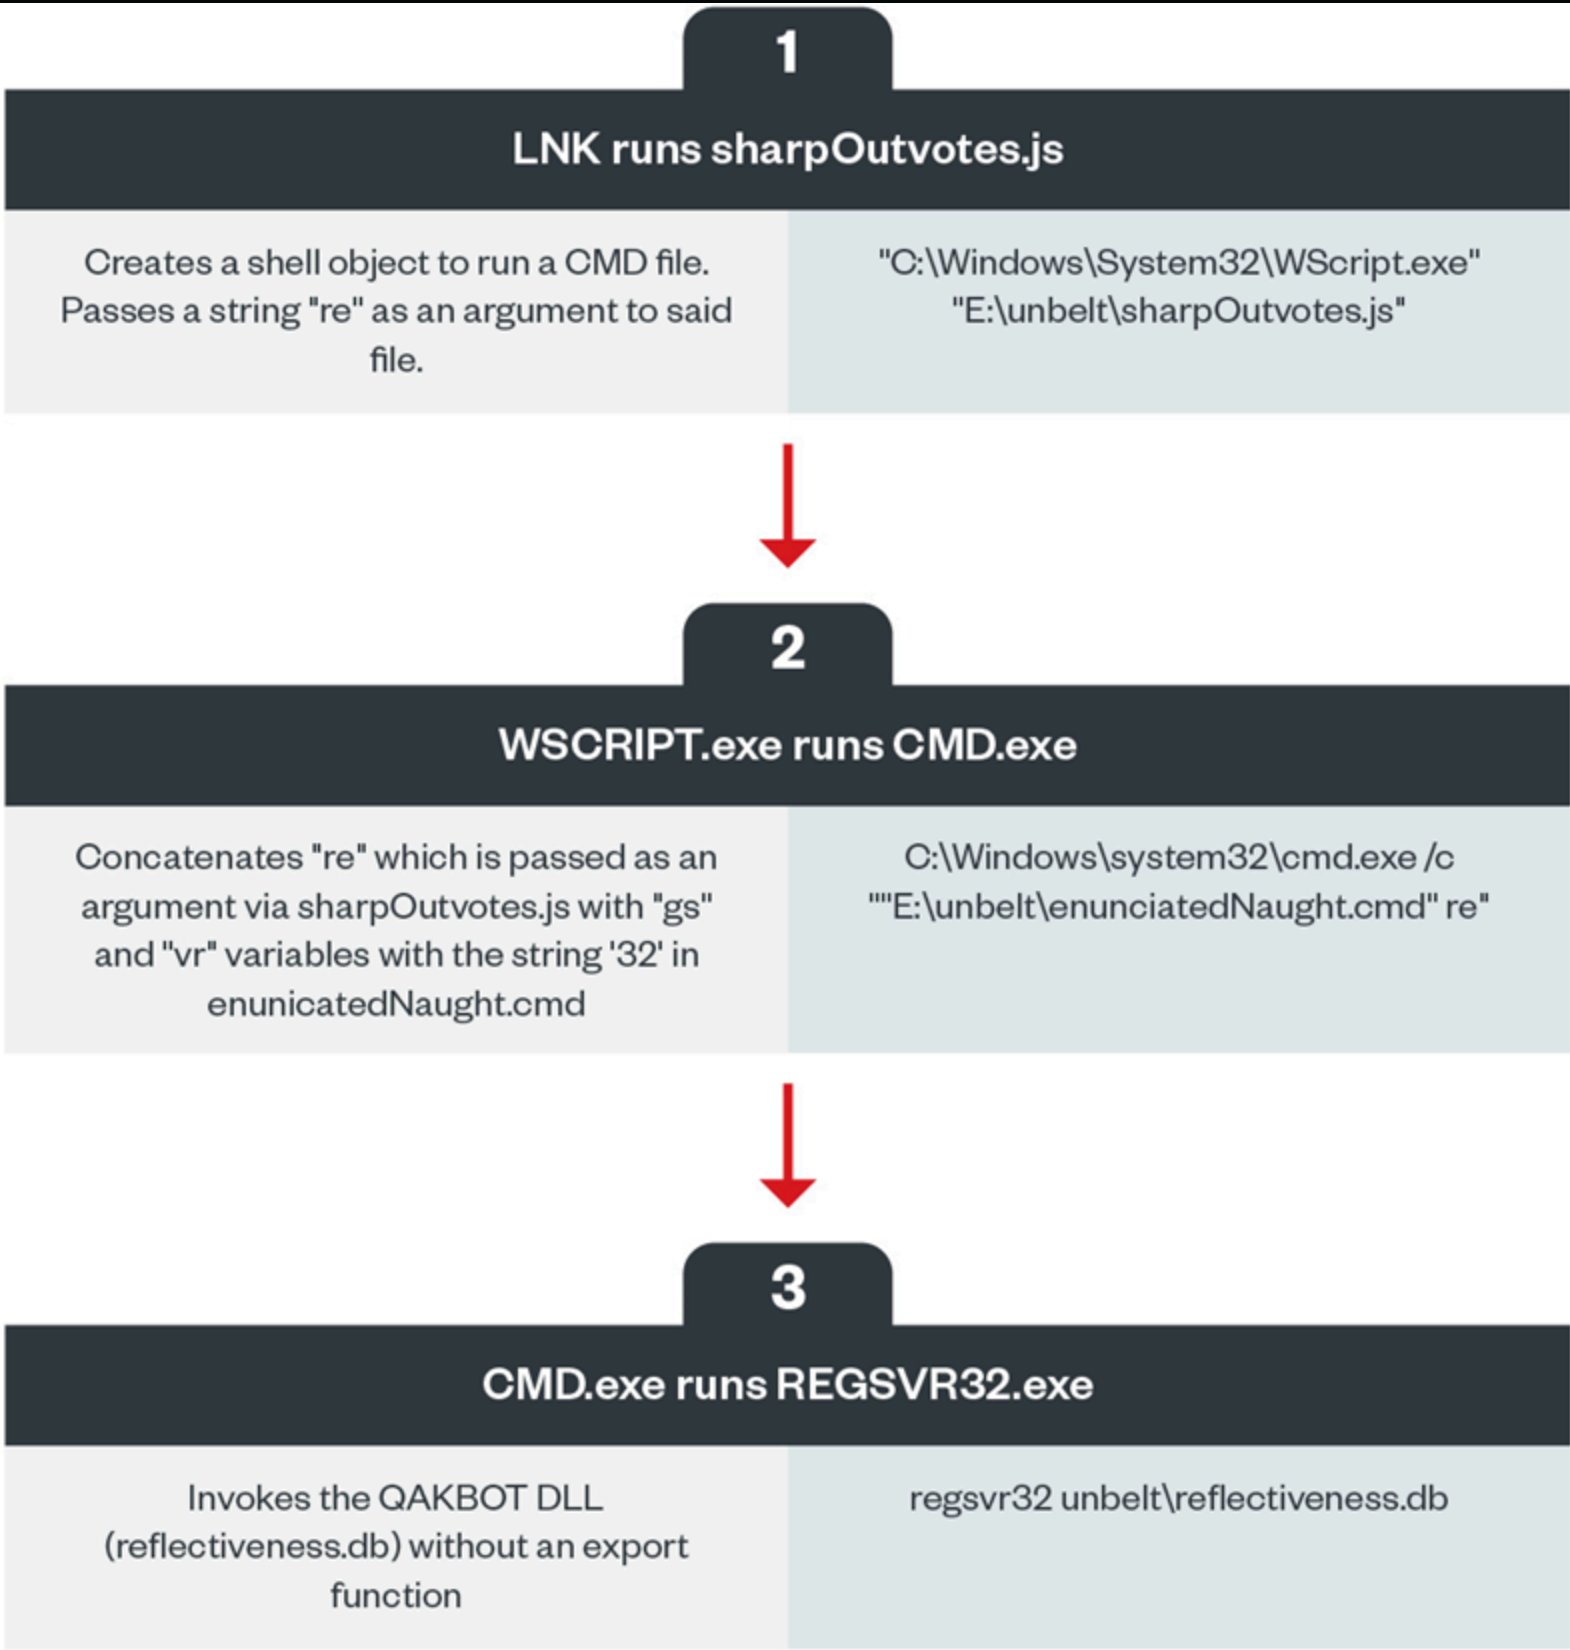 1
LNK runs sharpOutvotes.js
Creates a shell object to run a CMD file.
Passes a string "re" as an argument to said
file.
"C:\Windows\System32\WScript.exe"
"E:\unbelt\sharpOutvotes.js"
2
WSCRIPT.exe runs CMD.exe
Concatenates "re" which is passed as an
argument via sharpOutvotes.js with "gs"
and "vr" variables with the string '32' in
enunicatedNaught.cmd
C:\Windows\system32\cmd.exe /c
""E:\unbelt\enunciatedNaught.cmd" re"
3
CMD.exe runs REGSVR32.exe
Invokes the QAKBOT DLL
(reflectiveness.db) without an export
function
regsvr32 unbelt\reflectiveness.db